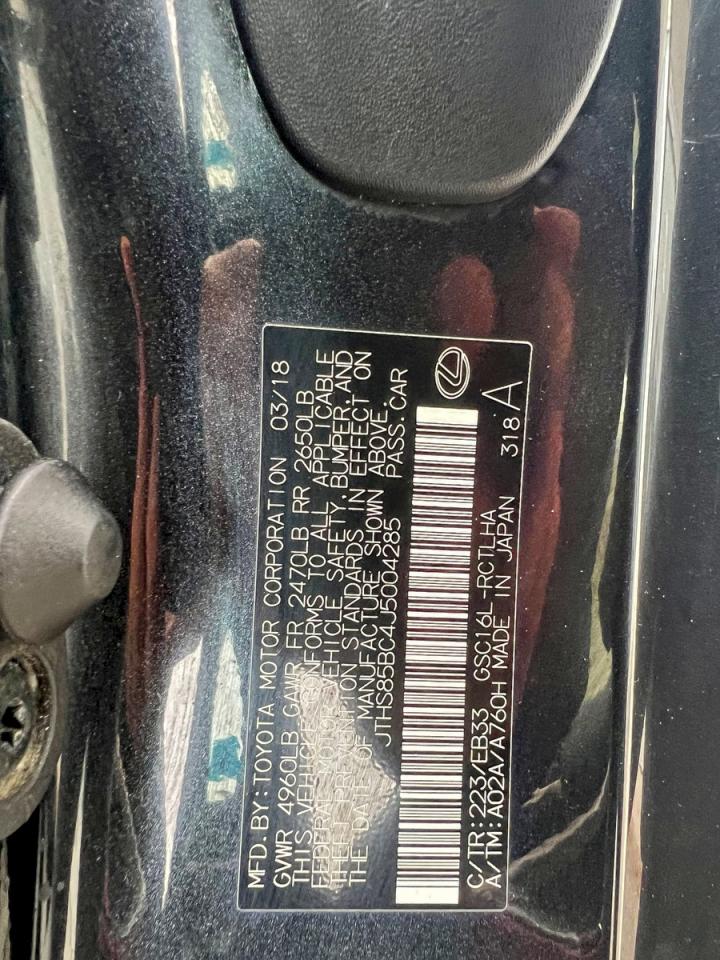 MFD. BY: TOYOTA MOTOR CORPORATION 03/18
GVWR 4960LB GAWR FR 2470LB RR 2650LB
THIS VEHICLE CONFORMS TO ALL APPLICABLE
FEDERAL MOTOR VEHICLE SAFETY, BUMPER, AND
THEFT PREVENTION STANDARDS IN EFFECT ON
THE DATE OF MANUFACTURE SHOWN ABOVE.
JTHS85BC4J5004285 PASS. CAR
C/TR: 223/EB33 GSC16L-RCTLHA
A/TM: A02A/A760H MADE IN JAPAN 318 A